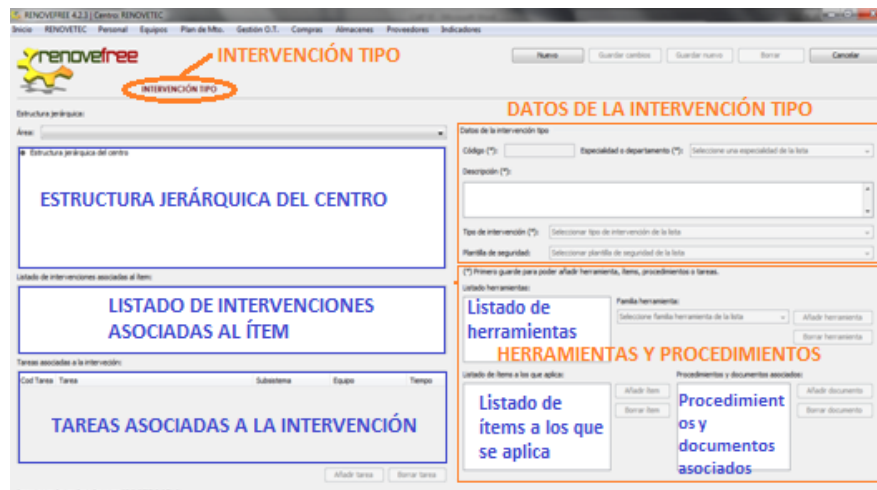 RENOVEFREE 4.2.3 | Centro: RENOVETEC
Inicio RENOVETEC Personal Equipos Plan de Mto. Gestión O.T. Compras Almacenes Proveedores Indicadores
renovefree
INTERVENCIÓN TIPO
Nuevo Guardar cambios Guardar nuevo Borrar Cancelar
INTERVENCIÓN TIPO
DATOS DE LA INTERVENCIÓN TIPO
Estructura jerárquica:
Área:
Estructura jerárquica del centro
ESTRUCTURA JERÁRQUICA DEL CENTRO
Datos de la intervención tipo
Código (*): Especialidad o departamento (*): Seleccione una especialidad de la lista
Descripción (*):
Tipo de intervención (*): Seleccionar tipo de intervención de la lista
Plantilla de seguridad: Seleccionar plantilla de seguridad de la lista
Listado de intervenciones asociadas al ítem:
LISTADO DE INTERVENCIONES
ASOCIADAS AL ÍTEM
(*) Primero guarde para poder añadir herramienta, ítems, procedimientos o tareas.
Listado herramientas:
Listado de
herramientas
Familia herramienta:
Seleccione familia herramienta de la lista
Añadir herramienta
Borrar herramienta
HERRAMIENTAS Y PROCEDIMIENTOS
Tareas asociadas a la intervención:
Cod Tarea Tarea Subsistema Equipo Tiempo
TAREAS ASOCIADAS A LA INTERVENCIÓN
Añadir tarea Borrar tarea
Listado de ítems a los que aplica:
Listado de
ítems a los que
se aplica
Añadir ítem
Borrar ítem
Procedimientos y documentos asociados:
Procedimient
os y
documentos
asociados
Añadir documento
Borrar documento